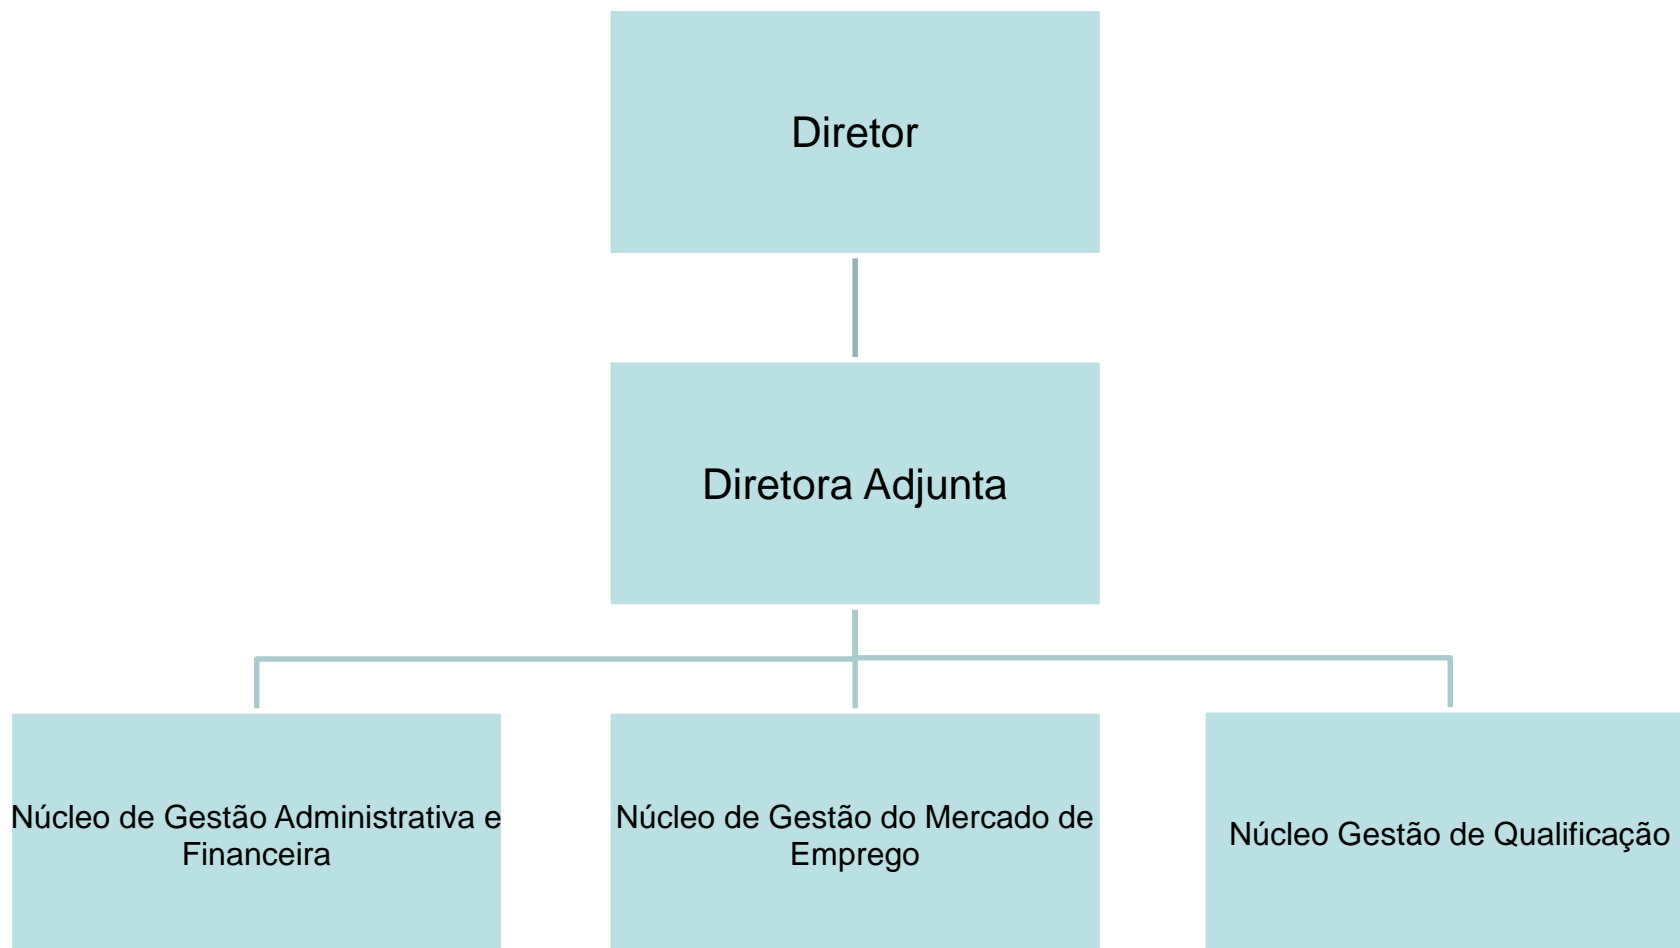 Diretor
Diretora Adjunta
Núcleo de Gestão Administrativa e
Financeira
Núcleo de Gestão do Mercado de
Emprego
Núcleo Gestão de Qualificação